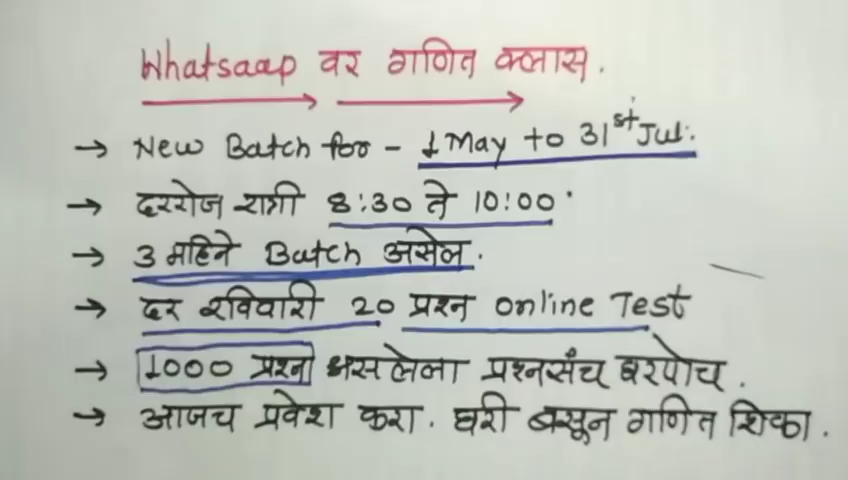 Whatsaap वर गणित क्लास.
→ New Batch for - 1 May to 31st Jul.
→ दररोज रात्री 8:30 ते 10:00.
→ 3 महिने Batch असेल.
→ दर रविवारी 20 प्रश्न online Test
→ 1000 प्रश्न असलेला प्रश्नसंच घरपोच.
→ आजच प्रवेश करा. घरी बसून गणित शिका.